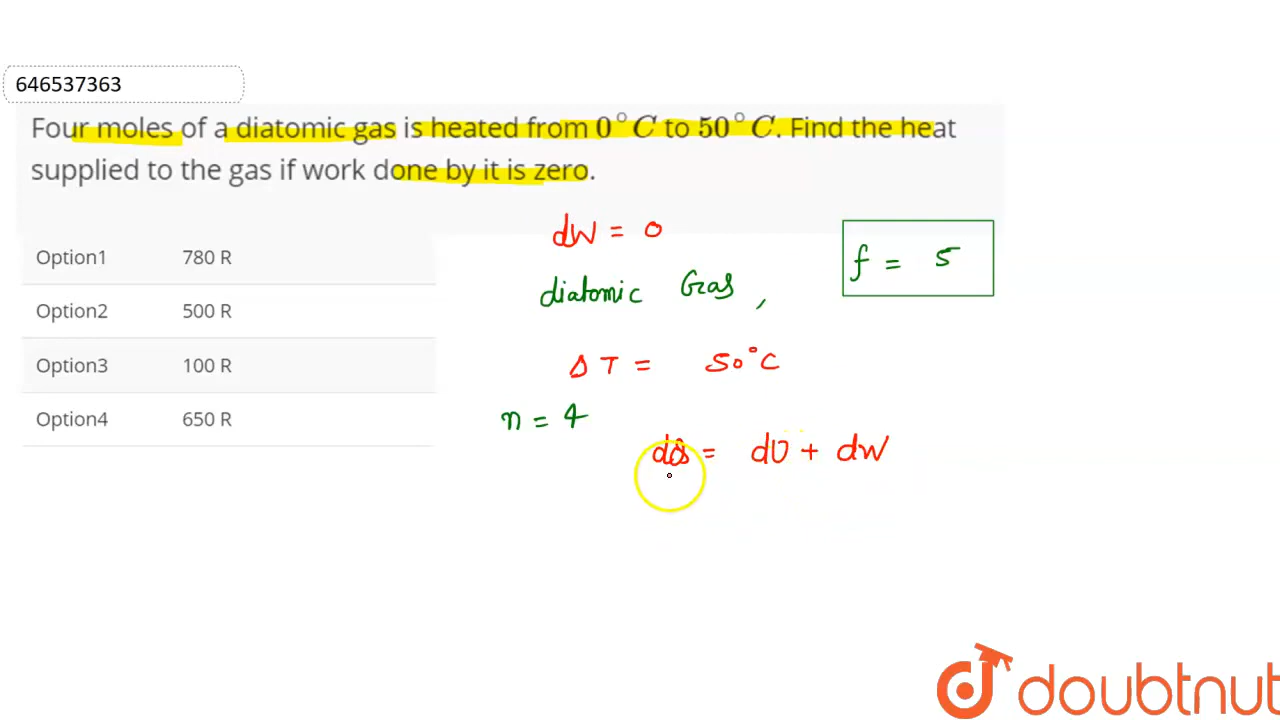 646537363
Four moles of a diatomic gas is heated from 0°C to 50°C. Find the heat
supplied to the gas if work done by it is zero.
Option1 780 R
Option2 500 R
Option3 100 R
Option4 650 R
dW = 0
diatomic Gas,
f = 5
ΔT = 50°C
n = 4
dQ = dU + dW
doubtnut